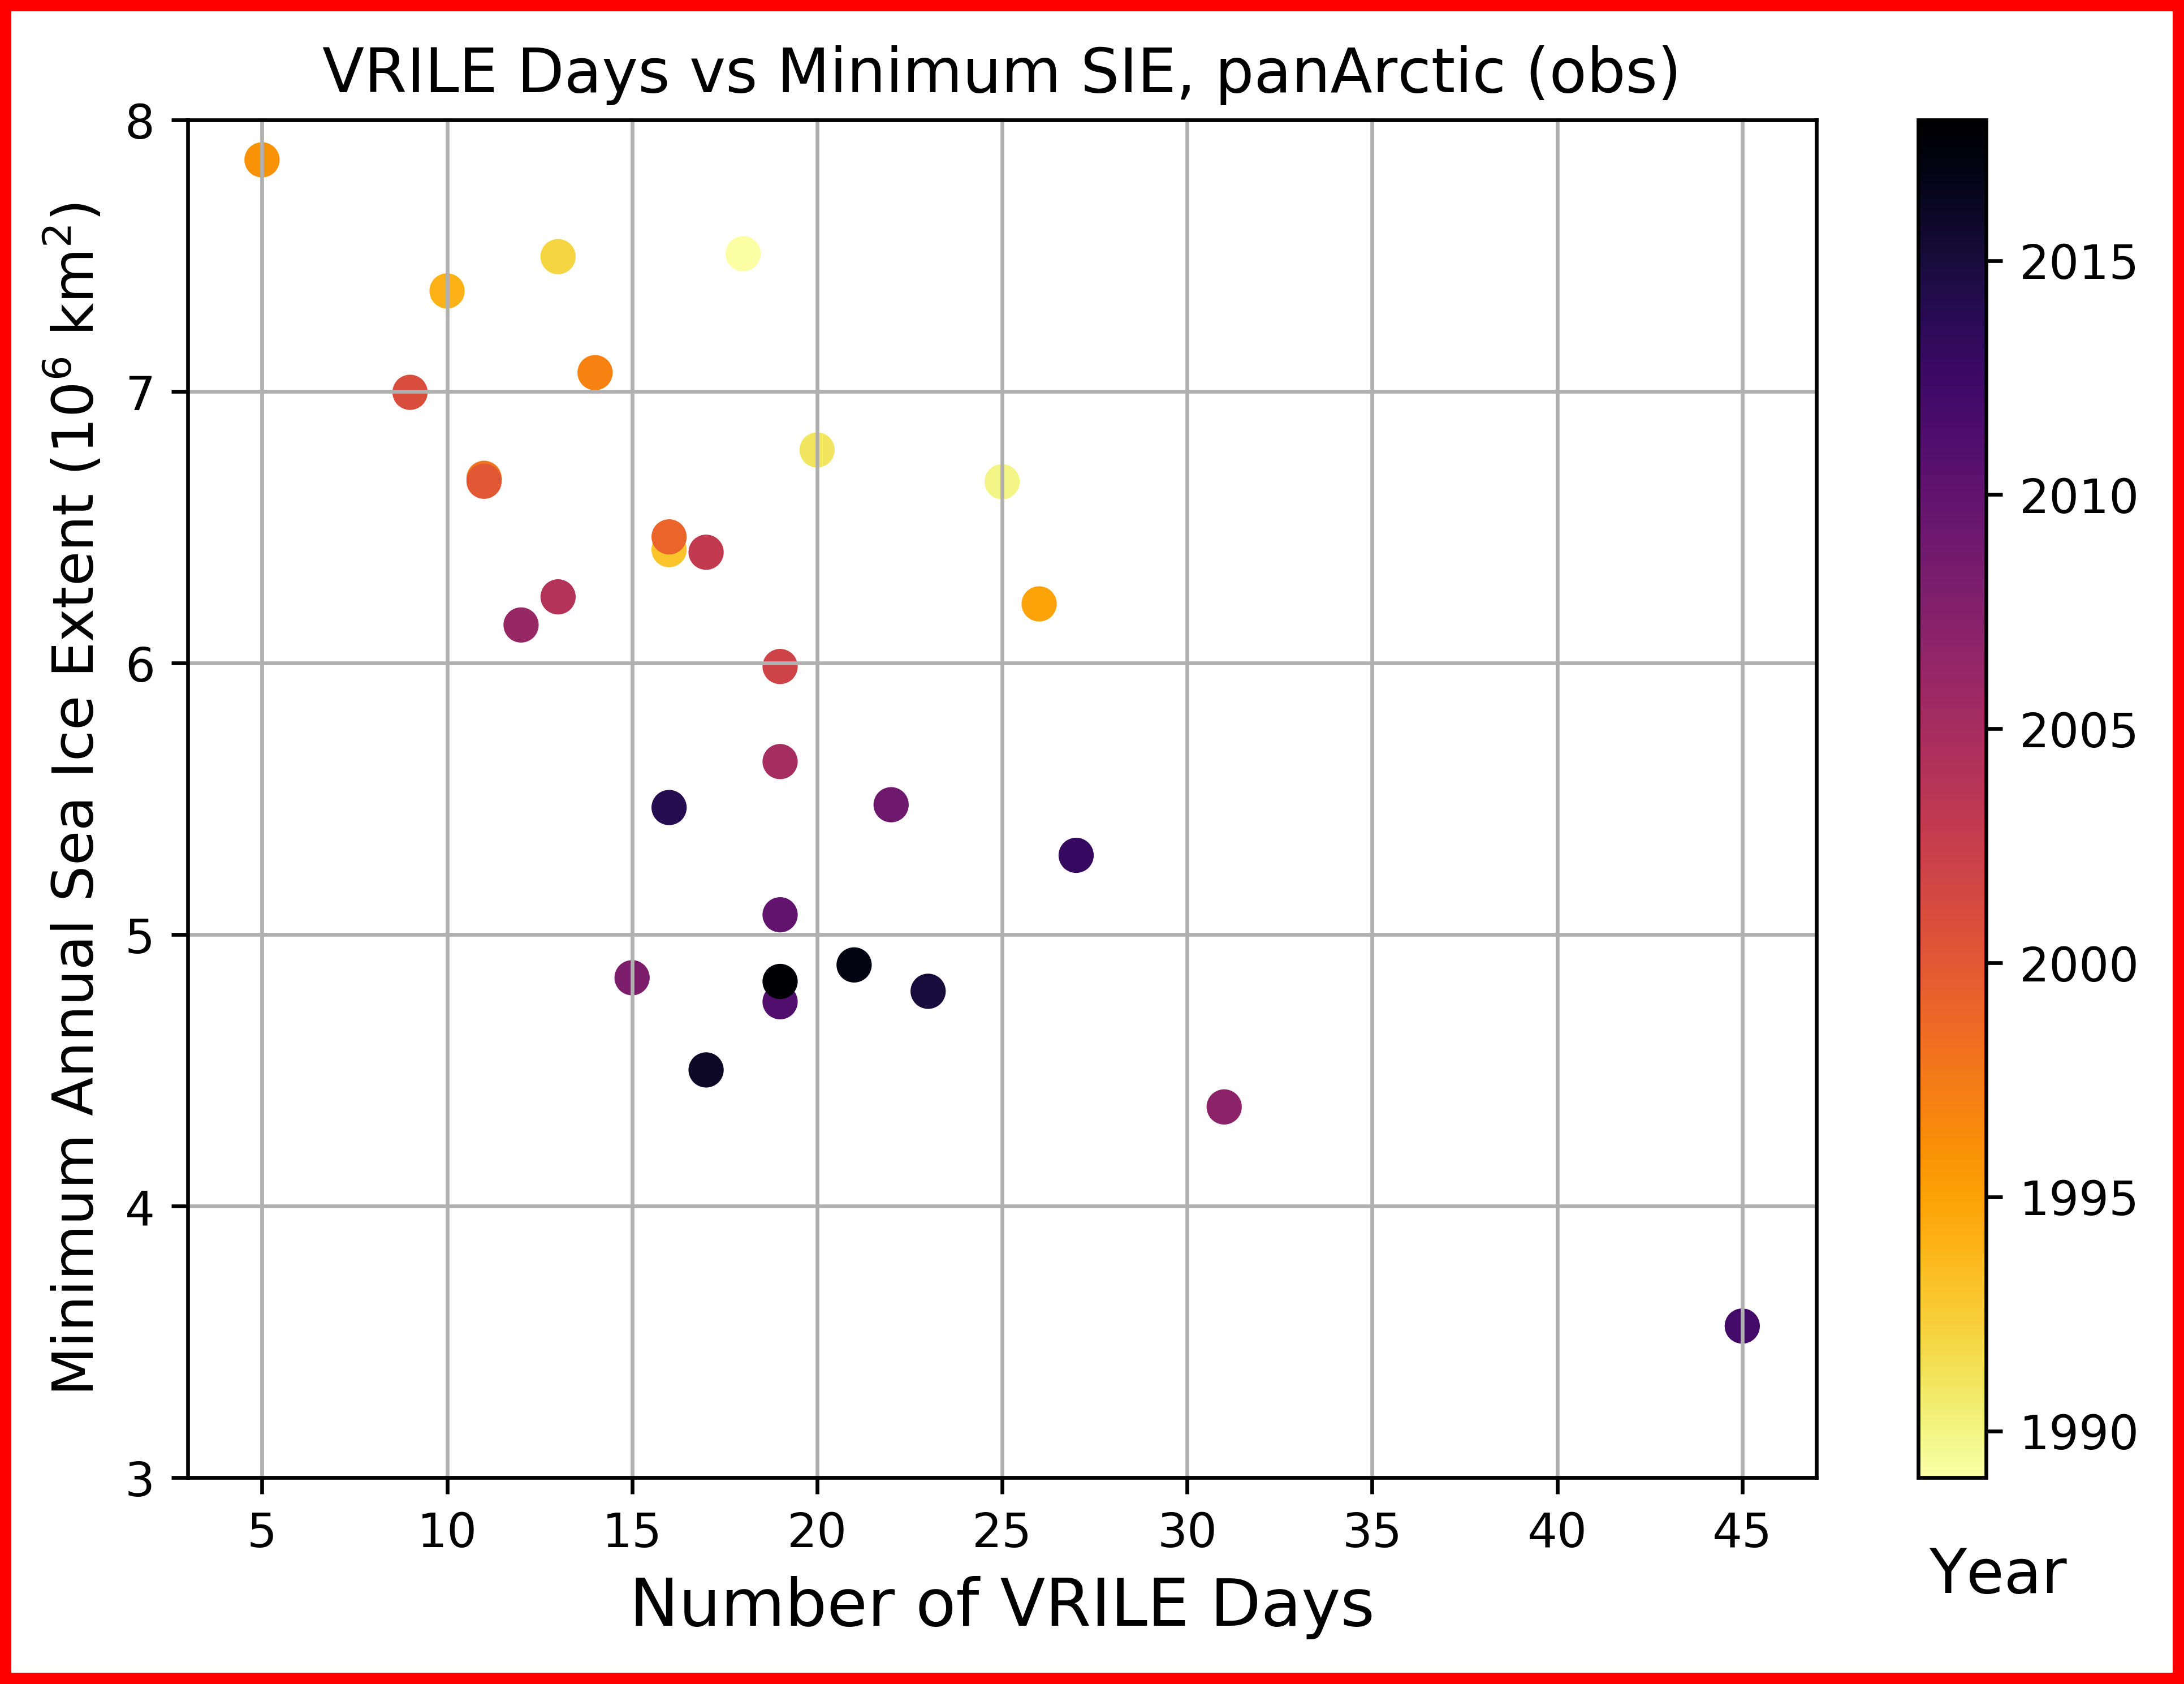 VRILE Days vs Minimum SIE, panArctic (obs)
Minimum Annual Sea Ice Extent (10⁶ km²)
8
7
6
5
4
3
5 10 15 20 25 30 35 40 45
Number of VRILE Days
2015
2010
2005
2000
1995
1990
Year